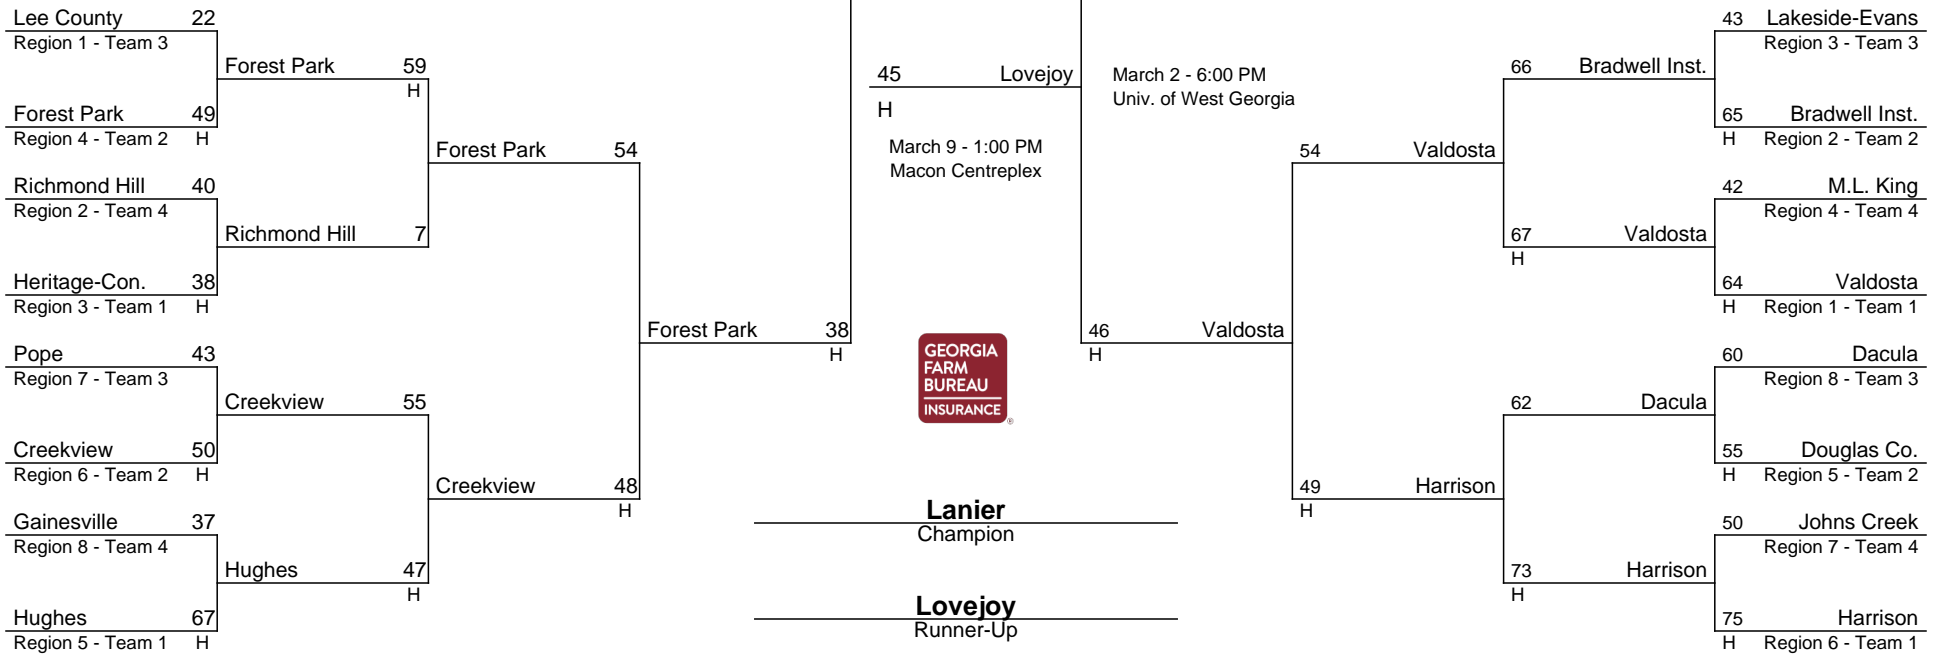 Lee County 22
Region 1 - Team 3
Forest Park 59
H
Forest Park 49
Region 4 - Team 2 H
Forest Park 54
Richmond Hill 40
Region 2 - Team 4
Richmond Hill 7
Heritage-Con. 38
Region 3 - Team 1 H
Forest Park 38
H
Pope 43
Region 7 - Team 3
Creekview 55
Creekview 50
Region 6 - Team 2 H
Creekview 48
H
Gainesville 37
Region 8 - Team 4
Hughes 47
H
Hughes 67
Region 5 - Team 1 H
45 Lovejoy
H
March 9 - 1:00 PM
Macon Centreplex
March 2 - 6:00 PM
Univ. of West Georgia
GEORGIA
FARM
BUREAU
INSURANCE
®
Lanier
Champion
Lovejoy
Runner-Up
46 Valdosta
H
54 Valdosta
49 Harrison
H
66 Bradwell Inst.
67 Valdosta
H
62 Dacula
73 Harrison
H
43 Lakeside-Evans
Region 3 - Team 3
65 Bradwell Inst.
H Region 2 - Team 2
42 M.L. King
Region 4 - Team 4
64 Valdosta
H Region 1 - Team 1
60 Dacula
Region 8 - Team 3
55 Douglas Co.
H Region 5 - Team 2
50 Johns Creek
Region 7 - Team 4
75 Harrison
H Region 6 - Team 1